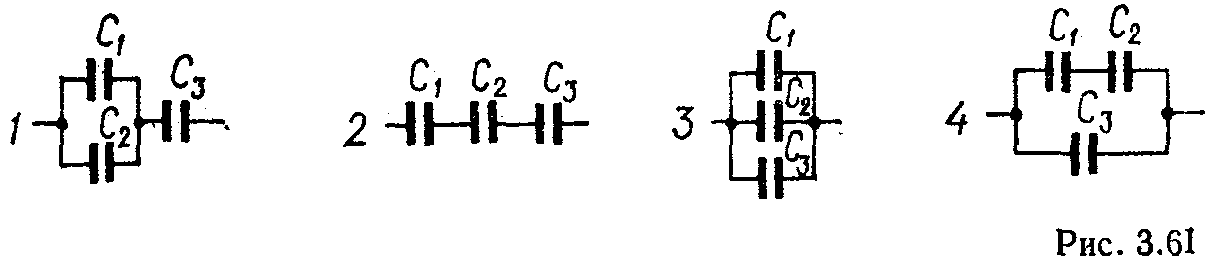 1 C₁ C₂ C₃
2 C₁ C₂ C₃
3 C₁ C₂ C₃
4 C₁ C₂ C₃
Рис. 3.61